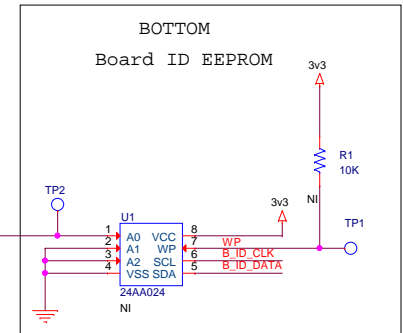 BOTTOM
Board ID EEPROM
3v3
R1
10K
NI
TP2
3v3
TP1
U1
1 A0 VCC 8
2 A1 WP 7 WP
3 A2 SCL 6 B_ID_CLK
4 VSS SDA 5 B_ID_DATA
24AA024
NI